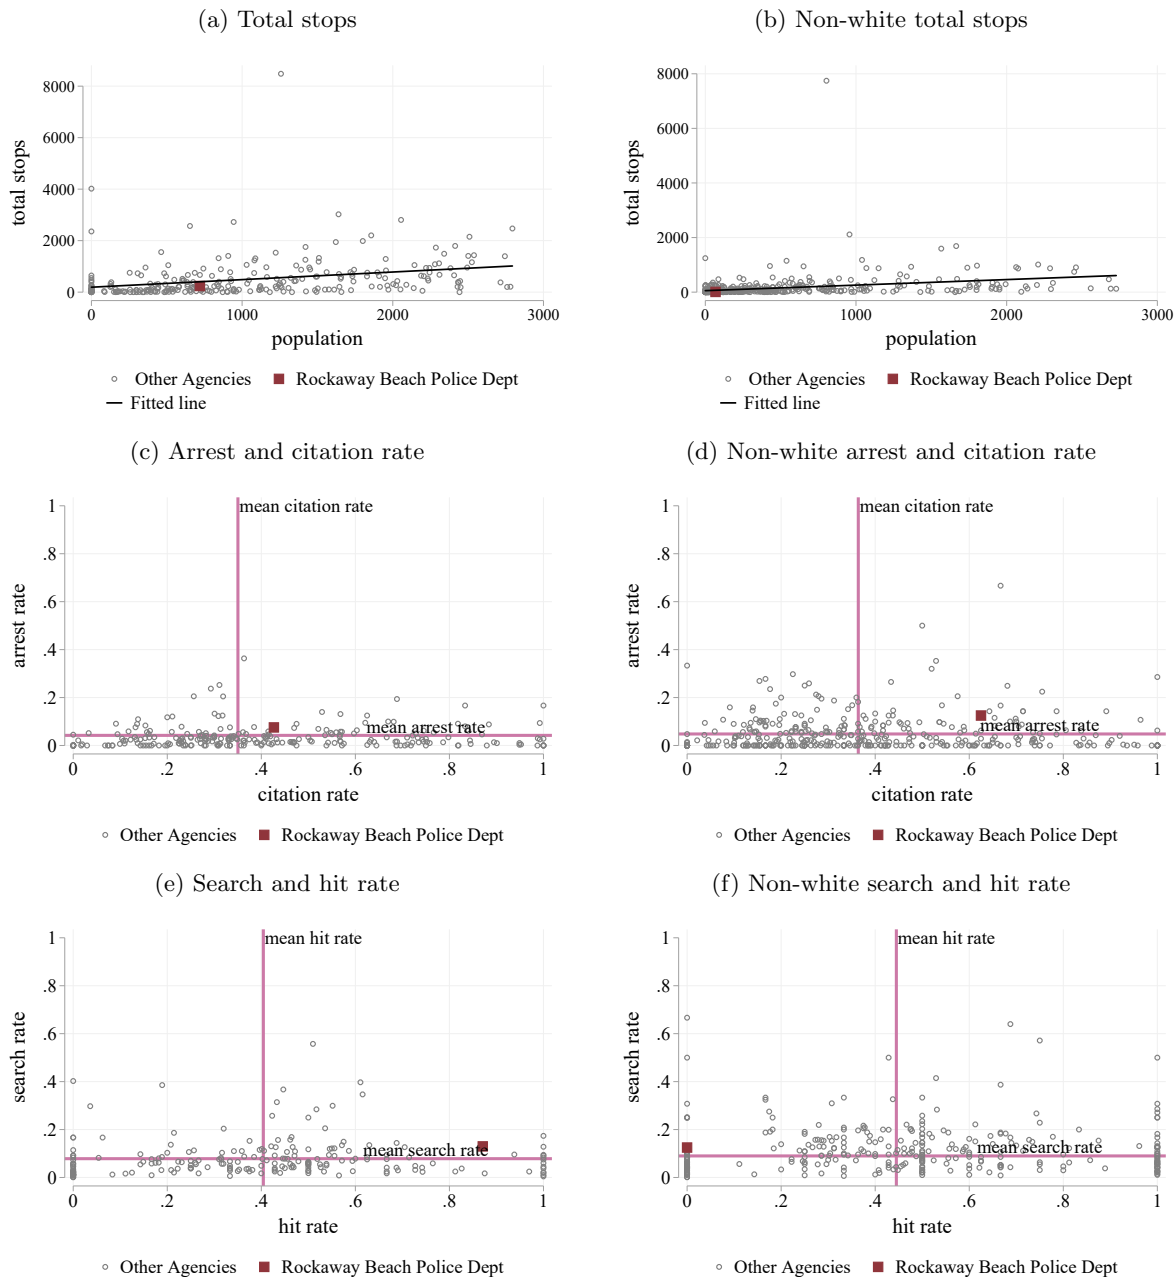 (a) Total stops
(b) Non-white total stops
8000
6000
4000
2000
0
total stops
0 1000 2000 3000
population
Other Agencies Rockaway Beach Police Dept
Fitted line
8000
6000
4000
2000
0
total stops
0 1000 2000 3000
population
Other Agencies Rockaway Beach Police Dept
Fitted line
(c) Arrest and citation rate
(d) Non-white arrest and citation rate
1
.8
.6
.4
.2
0
arrest rate
mean citation rate
mean arrest rate
0 .2 .4 .6 .8 1
citation rate
Other Agencies Rockaway Beach Police Dept
1
.8
.6
.4
.2
0
arrest rate
mean citation rate
mean arrest rate
0 .2 .4 .6 .8 1
citation rate
Other Agencies Rockaway Beach Police Dept
(e) Search and hit rate
(f) Non-white search and hit rate
1
.8
.6
.4
.2
0
search rate
mean hit rate
mean search rate
0 .2 .4 .6 .8 1
hit rate
Other Agencies Rockaway Beach Police Dept
1
.8
.6
.4
.2
0
search rate
mean hit rate
mean search rate
0 .2 .4 .6 .8 1
hit rate
Other Agencies Rockaway Beach Police Dept